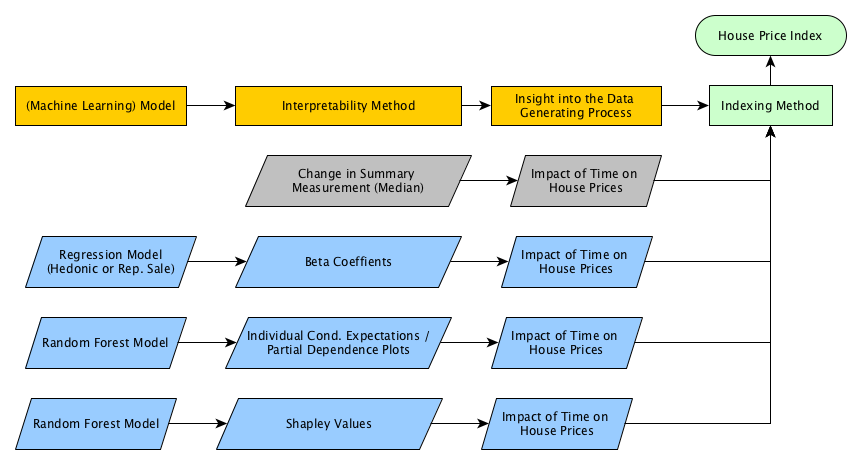 House Price Index
(Machine Learning) Model
Interpretability Method
Insight into the Data
Generating Process
Indexing Method
Change in Summary
Measurement (Median)
Impact of Time on
House Prices
Regression Model
(Hedonic or Rep. Sale)
Beta Coeffients
Impact of Time on
House Prices
Random Forest Model
Individual Cond. Expectations /
Partial Dependence Plots
Impact of Time on
House Prices
Random Forest Model
Shapley Values
Impact of Time on
House Prices